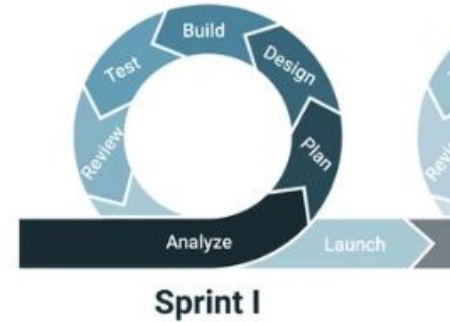 Build
Test
Design
Review
Plan
Analyze
Launch
Sprint I